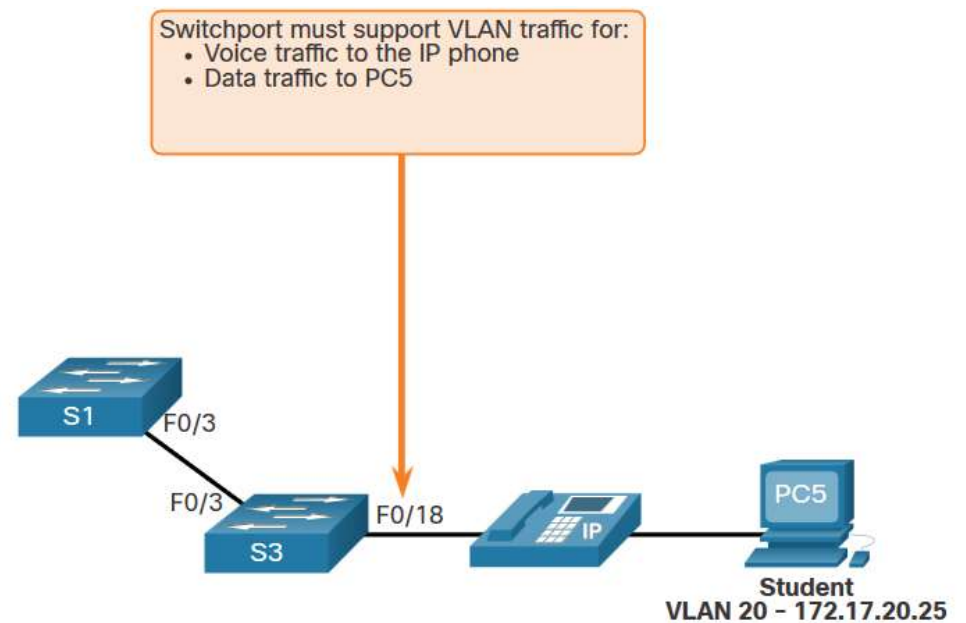 Switchport must support VLAN traffic for:
• Voice traffic to the IP phone
• Data traffic to PC5
S1
F0/3
F0/3
S3
F0/18
IP
PC5
Student
VLAN 20 – 172.17.20.25